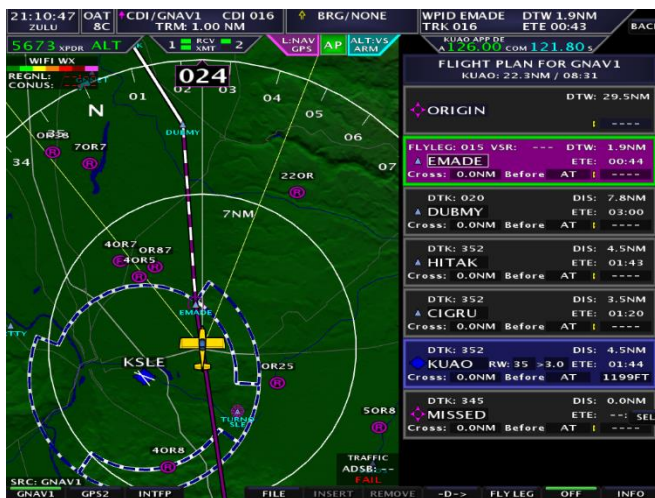 21:10:47 ZULU
OAT 8C
CDI/GNAV1 CDI 016
TRM: 1.00 NM
BRG/NONE
WPID EMADE DTW 1.9NM
TRK 016 ETE 00:43
BAC
5673 XPDR ALT
1 RCV XMT 2
L:NAV GPS
AP
ALT:VS ARM
KUAO APP DE
A 126.00 COM 121.80 S
WIFI WX
REGNL:
CONUS:
024
01
02
03
04
05
06
07
N
34
7OR7
DUBMY
22OR
7NM
4OR7
OR87
4OR5
EMADE
TTY
KSLE
OR25
TURNO
SLE
5OR8
4OR8
TRAFFIC
ADSB: --
FAIL
SRC: GNAV1
FLIGHT PLAN FOR GNAV1
KUAO: 22.3NM / 08:31
DTW: 29.5NM
ORIGIN
----
FLYLEG: 015 VSR: --- DTW: 1.9NM
EMADE ETE: 00:44
Cross: 0.0NM Before AT ----
DTK: 020 DIS: 7.8NM
DUBMY ETE: 03:00
Cross: 0.0NM Before AT ----
DTK: 352 DIS: 4.5NM
HITAK ETE: 01:43
Cross: 0.0NM Before AT ----
DTK: 352 DIS: 3.5NM
CIGRU ETE: 01:20
Cross: 0.0NM Before AT ----
DTK: 352 DIS: 4.5NM
KUAO RW: 35 >3.0 ETE: 01:44
Cross: 0.0NM Before AT 1199FT
DTK: 345 DIS: 0.0NM
MISSED ETE: --: SEL
Cross: 0.0NM Before AT ----
GNAV1 GPS2 INTFP FILE INSERT REMOVE -D-> FLY LEG OFF INFO